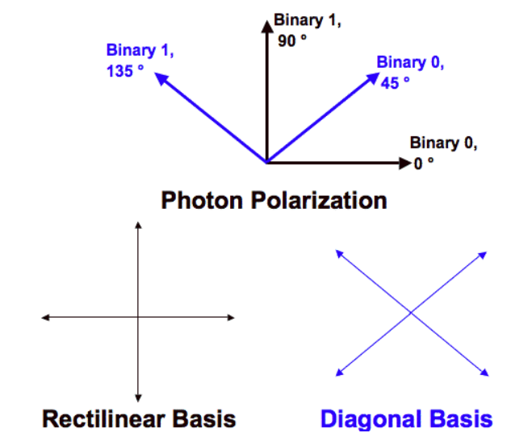 Binary 1,
90 °
Binary 1,
135 °
Binary 0,
45 °
Binary 0,
0 °
Photon Polarization
Rectilinear Basis
Diagonal Basis